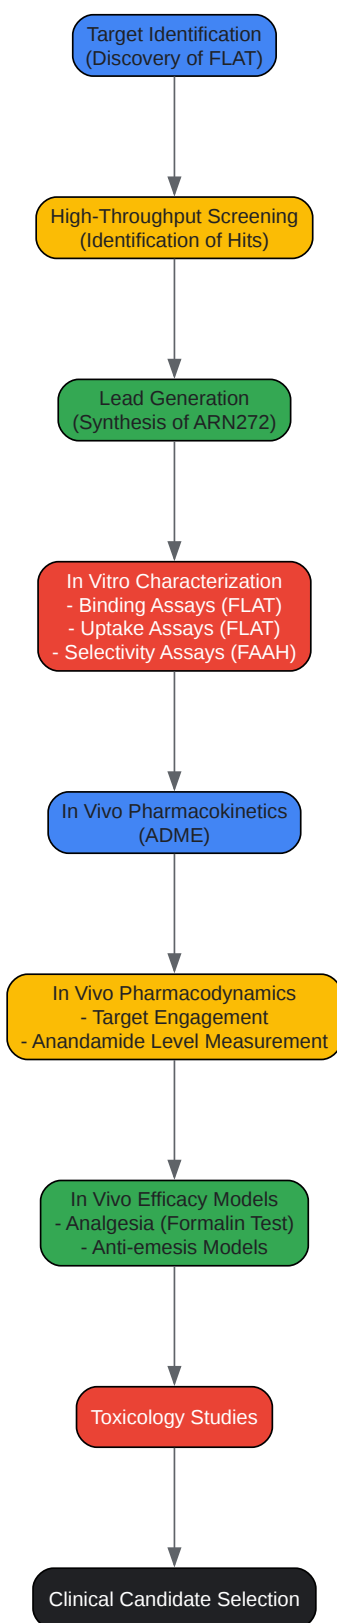 Target Identification
(Discovery of FLAT)
High-Throughput Screening
(Identification of Hits)
Lead Generation
(Synthesis of ARN272)
In Vitro Characterization
- Binding Assays (FLAT)
- Uptake Assays (FLAT)
- Selectivity Assays (FAAH)
In Vivo Pharmacokinetics
(ADME)
In Vivo Pharmacodynamics
- Target Engagement
- Anandamide Level Measurement
In Vivo Efficacy Models
- Analgesia (Formalin Test)
- Anti-emesis Models
Toxicology Studies
Clinical Candidate Selection